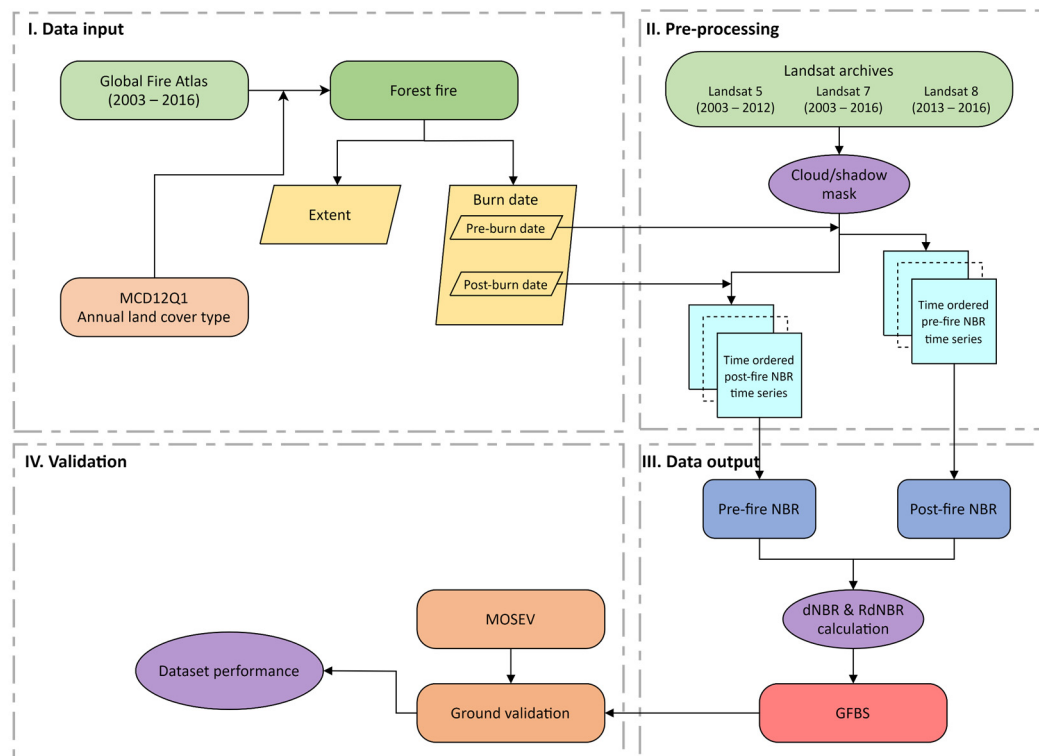 I. Data input
Global Fire Atlas
(2003 – 2016)
Forest fire
Extent
Burn date
Pre-burn date
Post-burn date
MCD12Q1
Annual land cover type
II. Pre-processing
Landsat archives
Landsat 5
(2003 – 2012)
Landsat 7
(2003 – 2016)
Landsat 8
(2013 – 2016)
Cloud/shadow
mask
Time ordered
pre-fire NBR
time series
Time ordered
post-fire NBR
time series
III. Data output
Pre-fire NBR
Post-fire NBR
dNBR & RdNBR
calculation
GFBS
IV. Validation
MOSEV
Ground validation
Dataset performance